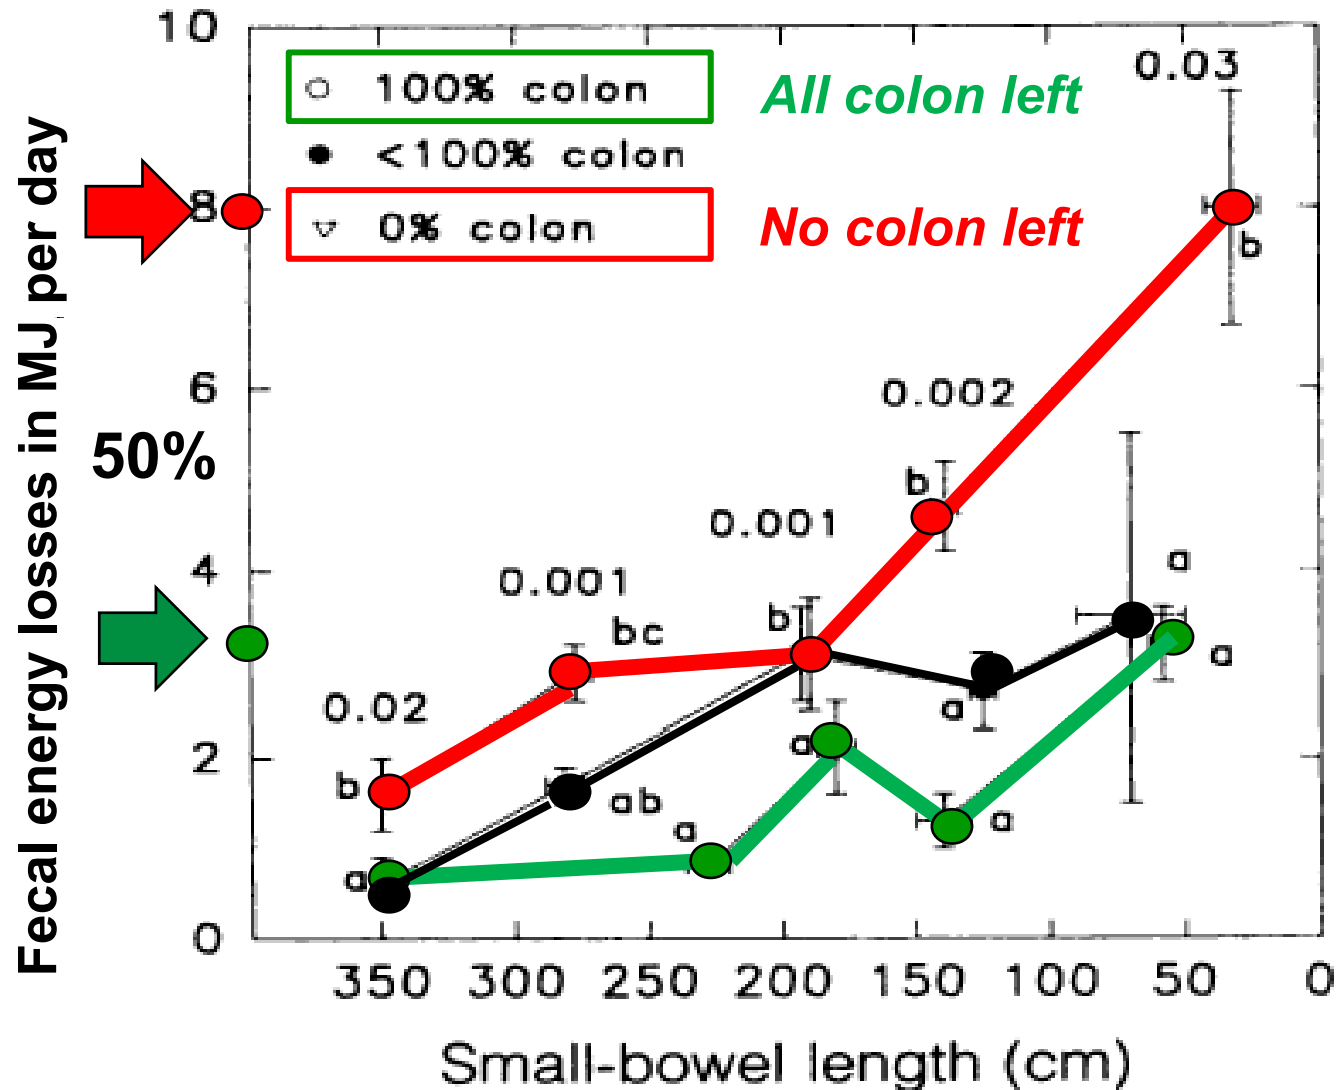 Fecal energy losses in MJ per day
10
8
6
4
2
0
50%
100% colon
All colon left
<100% colon
0% colon
No colon left
0.03
b
0.002
b
0.001
b
0.001
bc
0.02
b
a
a
a
ab
a
a
a
a
350 300 250 200 150 100 50 0
Small-bowel length (cm)